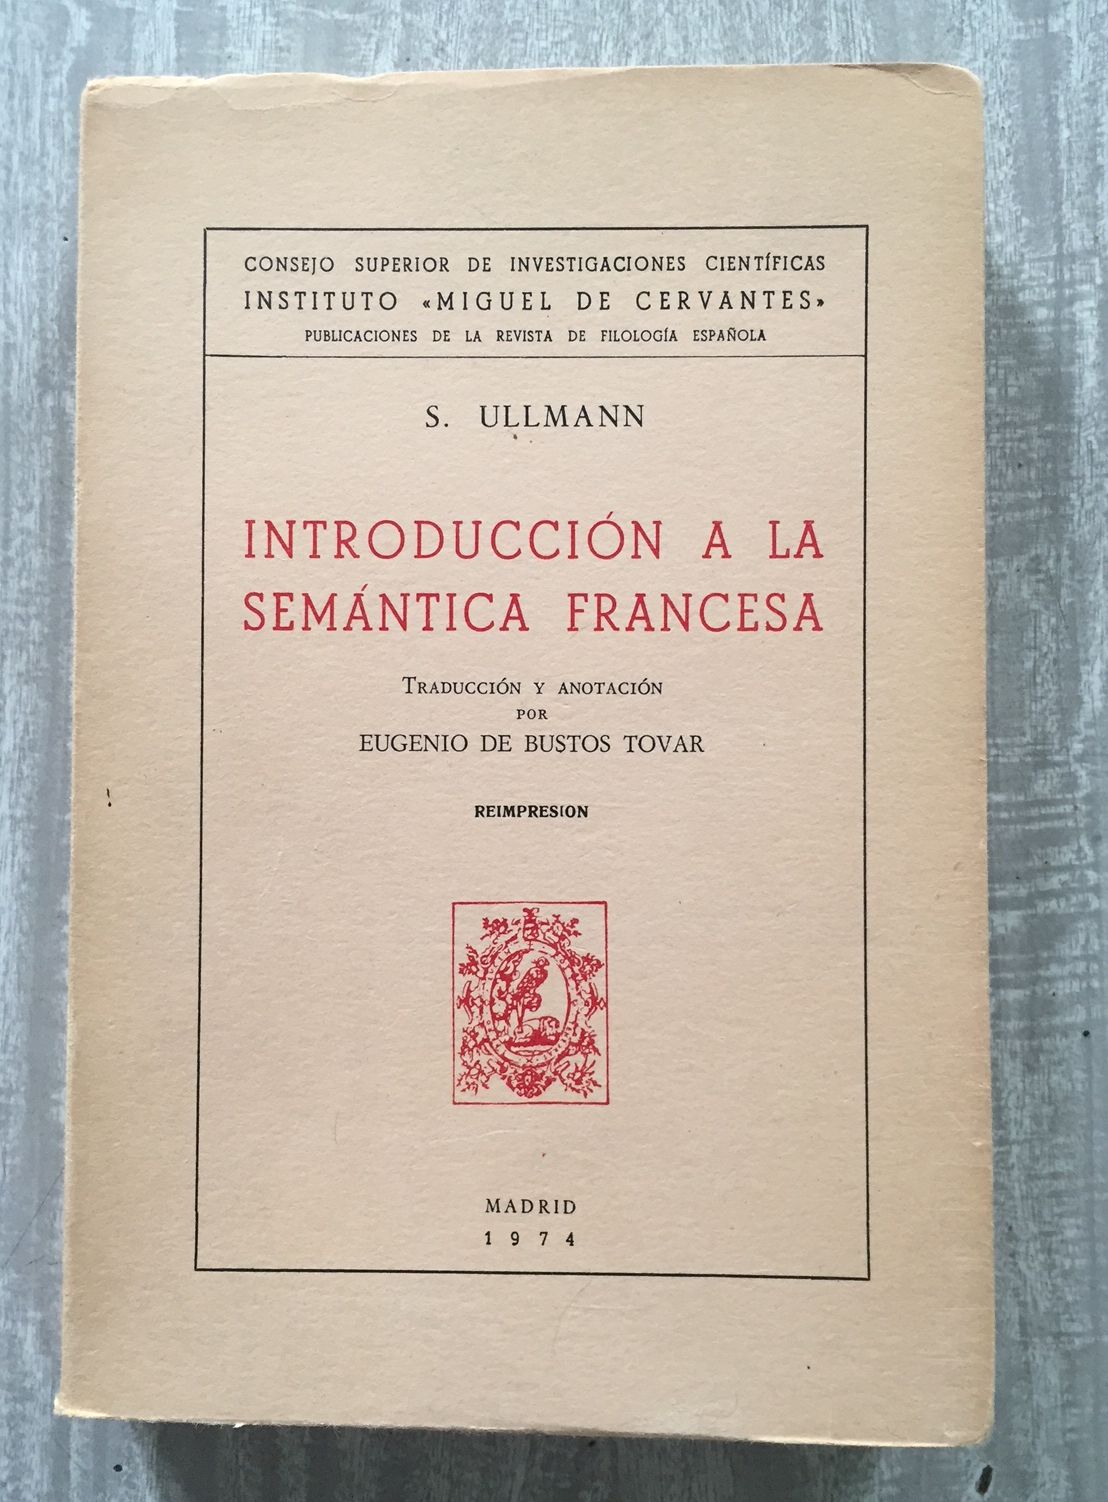 CONSEJO SUPERIOR DE INVESTIGACIONES CIENTÍFICAS
INSTITUTO «MIGUEL DE CERVANTES»
PUBLICACIONES DE LA REVISTA DE FILOLOGÍA ESPAÑOLA
S. ULLMANN
INTRODUCCIÓN A LA
SEMÁNTICA FRANCESA
TRADUCCIÓN Y ANOTACIÓN
POR
EUGENIO DE BUSTOS TOVAR
REIMPRESION
MADRID
1974